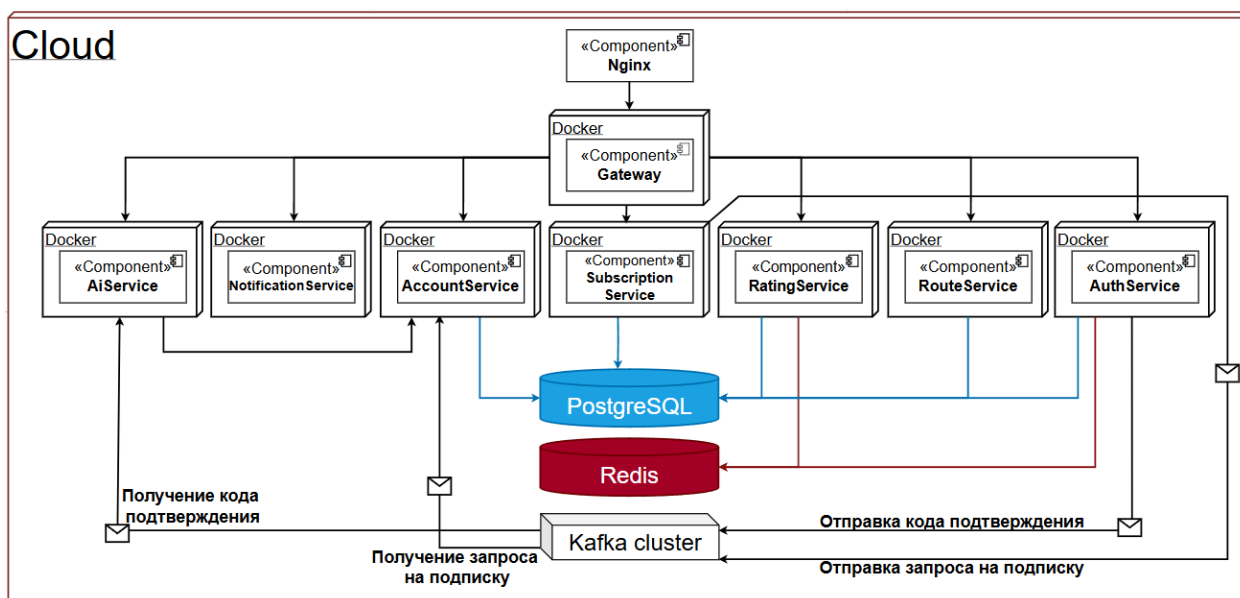 Cloud
«Component»
Nginx
Docker
«Component»
Gateway
Docker
«Component»
AiService
Docker
«Component»
NotificationService
Docker
«Component»
AccountService
Docker
«Component»
Subscription
Service
Docker
«Component»
RatingService
Docker
«Component»
RouteService
Docker
«Component»
AuthService
PostgreSQL
Redis
Получение кода
подтверждения
Kafka cluster
Отправка кода подтверждения
Получение запроса
на подписку
Отправка запроса на подписку